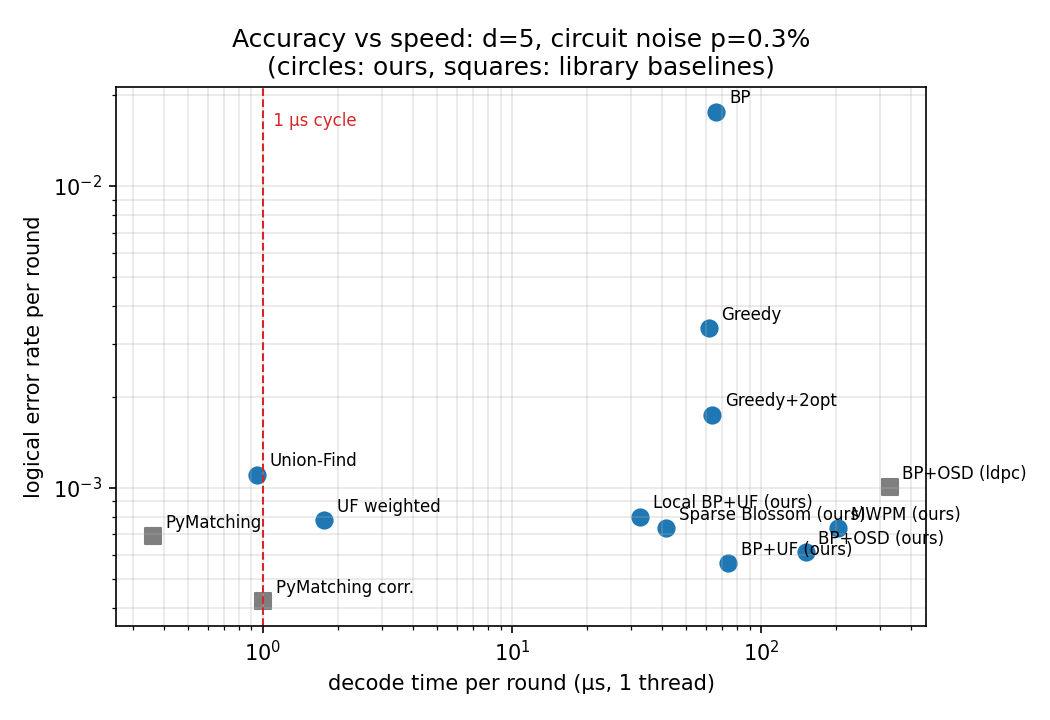 Accuracy vs speed: d=5, circuit noise p=0.3%
(circles: ours, squares: library baselines)
BP
1 μs cycle
10⁻²
Greedy
Greedy+2opt
Union-Find
BP+OSD (ldpc)
10⁻³
Local BP+UF (ours)
UF weighted
Sparse Blossom (ours)
MWPM (ours)
PyMatching
BP+OSD (ours)
BP+UF (ours)
PyMatching corr.
logical error rate per round
10⁰
10¹
10²
decode time per round (μs, 1 thread)